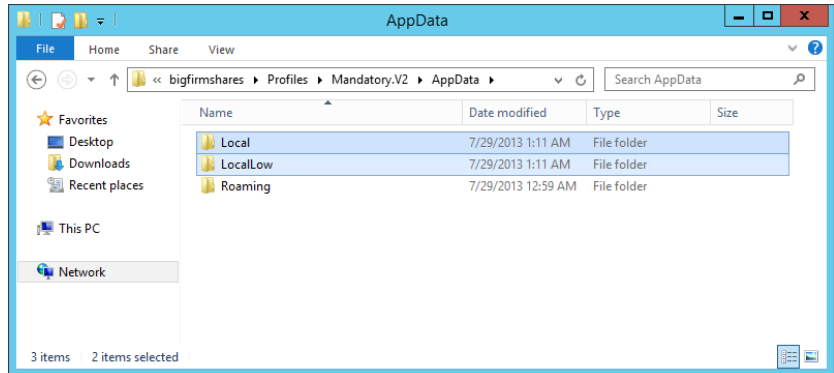 AppData
File Home Share View
« bigfirmshares ▸ Profiles ▸ Mandatory.V2 ▸ AppData ▸ Search AppData
Favorites
Desktop
Downloads
Recent places
This PC
Network
Name Date modified Type Size
Local 7/29/2013 1:11 AM File folder
LocalLow 7/29/2013 1:11 AM File folder
Roaming 7/29/2013 12:59 AM File folder
3 items 2 items selected